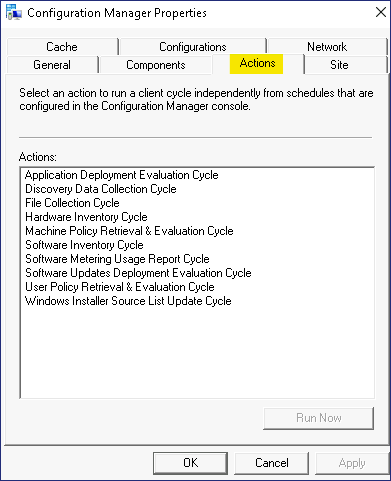 Configuration Manager Properties
Cache
Configurations
Network
General
Components
Actions
Site
Select an action to run a client cycle independently from schedules that are
configured in the Configuration Manager console.
Actions:
Application Deployment Evaluation Cycle
Discovery Data Collection Cycle
File Collection Cycle
Hardware Inventory Cycle
Machine Policy Retrieval & Evaluation Cycle
Software Inventory Cycle
Software Metering Usage Report Cycle
Software Updates Deployment Evaluation Cycle
User Policy Retrieval & Evaluation Cycle
Windows Installer Source List Update Cycle
Run Now
OK
Cancel
Apply